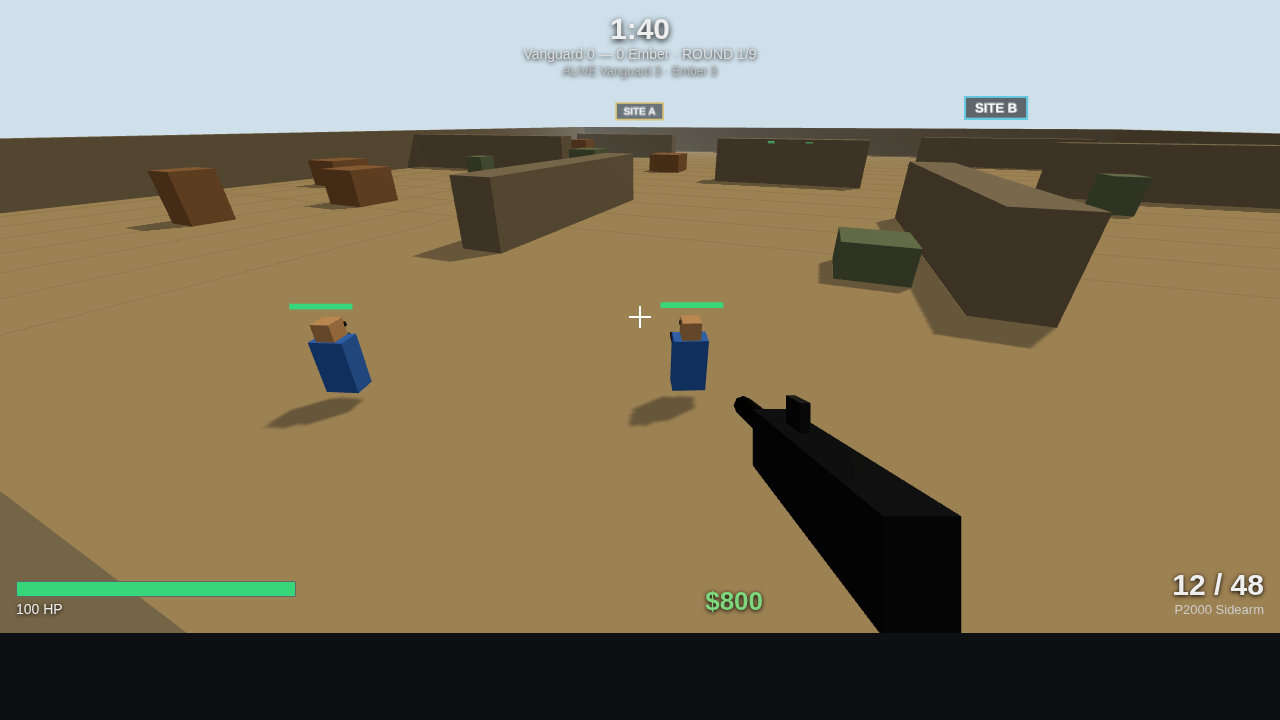 1:40
Vanguard 0 — 0 Ember · ROUND 1/9
ALIVE Vanguard 3 · Ember 3
SITE A
SITE B
100 HP
$800
12 / 48
P2000 Sidearm